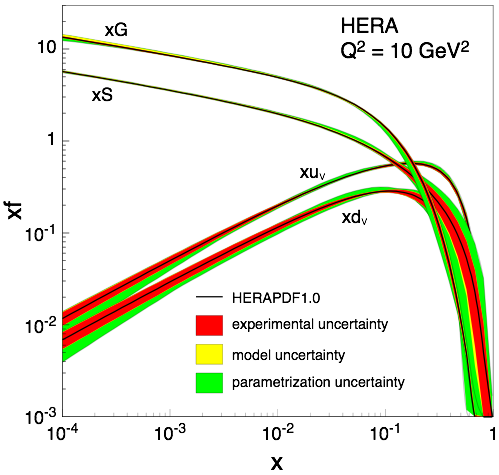 HERA
Q² = 10 GeV²
xG
xS
xuᵥ
xdᵥ
HERAPDF1.0
experimental uncertainty
model uncertainty
parametrization uncertainty
xf
10
1
10⁻¹
10⁻²
10⁻³
10⁻⁴ 10⁻³ 10⁻² 10⁻¹ 1
x